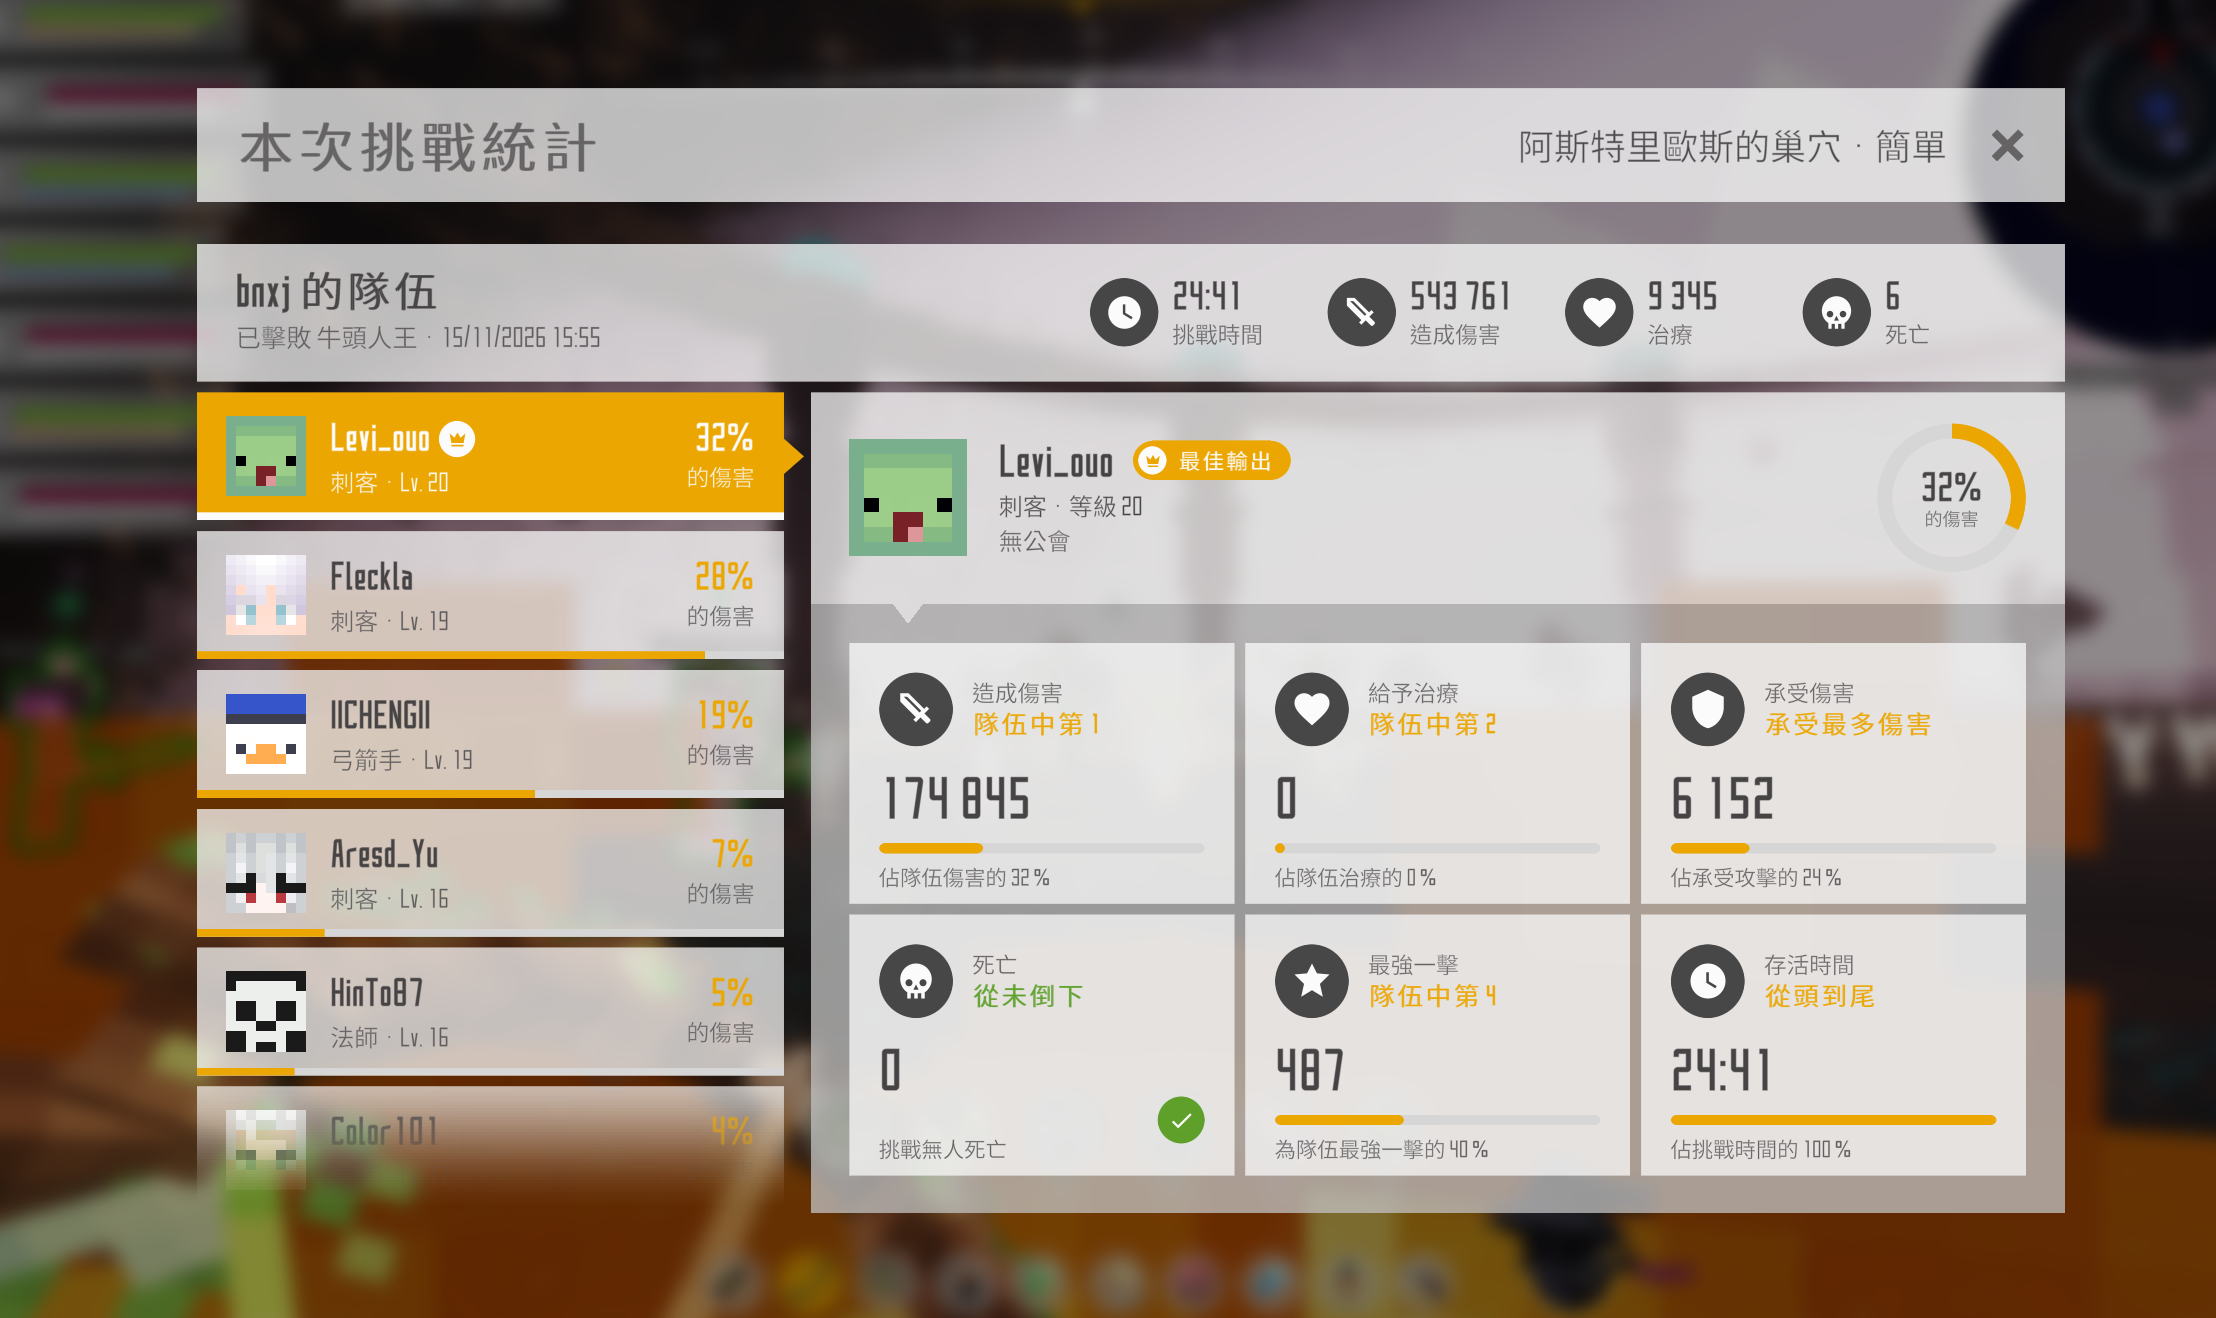 本次挑戰統計
阿斯特里歐斯的巢穴 · 簡單
bnxj 的隊伍
已擊敗 牛頭人王 · 15/11/2026 15:55
24:41
挑戰時間
543 761
造成傷害
9 345
治療
6
死亡
Levi_ouo
刺客 · Lv. 20
32%
的傷害
Fleckla
刺客 · Lv. 19
28%
的傷害
IICHENGII
弓箭手 · Lv. 19
19%
的傷害
Aresd_Yu
刺客 · Lv. 16
7%
的傷害
HinTo87
法師 · Lv. 16
5%
的傷害
Color101
4%
Levi_ouo
最佳輸出
刺客 · 等級 20
無公會
32%
的傷害
造成傷害
隊伍中第 1
174 845
佔隊伍傷害的 32 %
給予治療
隊伍中第 2
0
佔隊伍治療的 0 %
承受傷害
承受最多傷害
6 152
佔承受攻擊的 24 %
死亡
從未倒下
0
挑戰無人死亡
最強一擊
隊伍中第 4
487
為隊伍最強一擊的 40 %
存活時間
從頭到尾
24:41
佔挑戰時間的 100 %